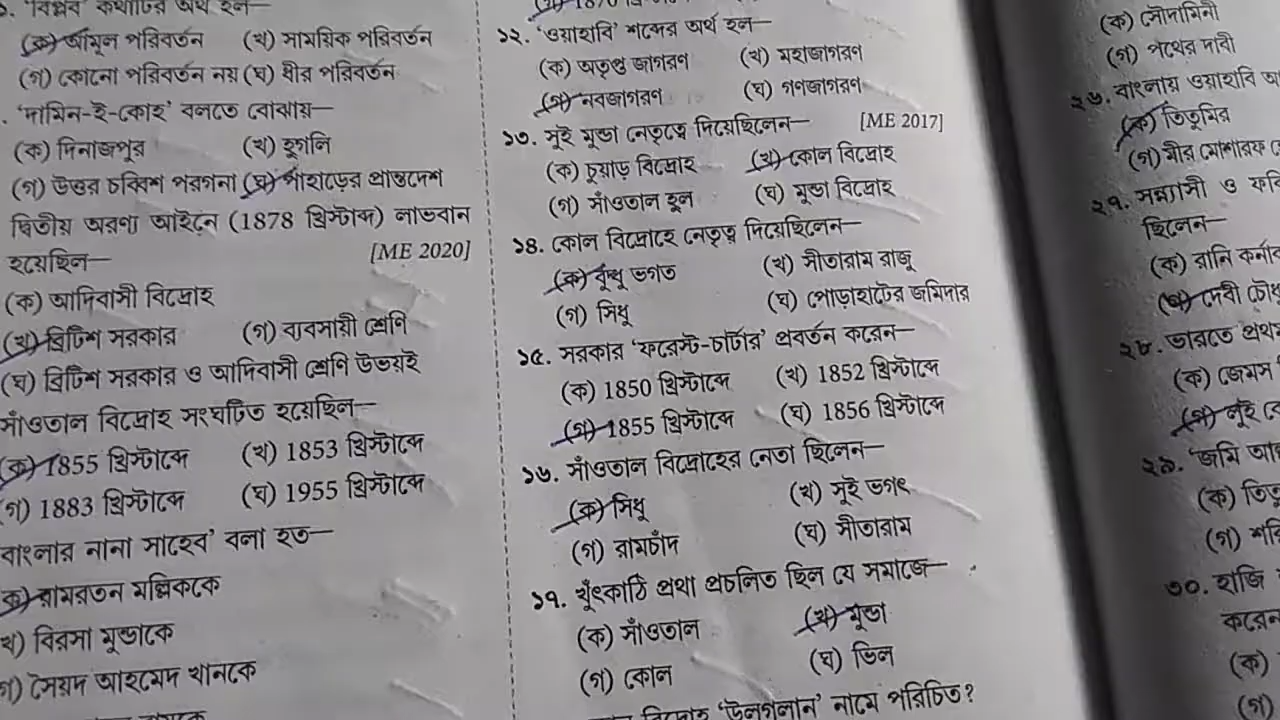 'বিপ্লব' কথাটির অর্থ হল—
(ক) আমূল পরিবর্তন (খ) সাময়িক পরিবর্তন
(গ) কোনো পরিবর্তন নয় (ঘ) ধীর পরিবর্তন
'দামিন-ই-কোহ' বলতে বোঝায়—
(ক) দিনাজপুর (খ) হুগলি
(গ) উত্তর চব্বিশ পরগনা (ঘ) পাহাড়ের প্রান্তদেশ
দ্বিতীয় অরণ্য আইনে (1878 খ্রিস্টাব্দ) লাভবান
হয়েছিল— [ME 2020]
(ক) আদিবাসী বিদ্রোহ
(খ) ব্রিটিশ সরকার (গ) ব্যবসায়ী শ্রেণি
(ঘ) ব্রিটিশ সরকার ও আদিবাসী শ্রেণি উভয়ই
সাঁওতাল বিদ্রোহ সংঘটিত হয়েছিল—
(ক) 1855 খ্রিস্টাব্দে (খ) 1853 খ্রিস্টাব্দে
(গ) 1883 খ্রিস্টাব্দে (ঘ) 1955 খ্রিস্টাব্দে
বাংলার নানা সাহেব' বলা হত—
(ক) রামরতন মল্লিককে
(খ) বিরসা মুন্ডাকে
(গ) সৈয়দ আহমেদ খানকে
১২. 'ওয়াহাবি' শব্দের অর্থ হল—
(ক) অতৃপ্ত জাগরণ (খ) মহাজাগরণ
(গ) নবজাগরণ (ঘ) গণজাগরণ
১৩. সুই মুন্ডা নেতৃত্বে দিয়েছিলেন— [ME 2017]
(ক) চুয়াড় বিদ্রোহ (খ) কোল বিদ্রোহ
(গ) সাঁওতাল হুল (ঘ) মুন্ডা বিদ্রোহ
১৪. কোল বিদ্রোহে নেতৃত্ব দিয়েছিলেন—
(ক) বুধু ভগত (খ) সীতারাম রাজু
(গ) সিধু (ঘ) পোড়াহাটের জমিদার
১৫. সরকার 'ফরেস্ট-চার্টার' প্রবর্তন করেন—
(ক) 1850 খ্রিস্টাব্দে (খ) 1852 খ্রিস্টাব্দে
(গ) 1855 খ্রিস্টাব্দে (ঘ) 1856 খ্রিস্টাব্দে
১৬. সাঁওতাল বিদ্রোহের নেতা ছিলেন—
(ক) সিধু (খ) সুই ভগৎ
(গ) রামচাঁদ (ঘ) সীতারাম
১৭. খুঁৎকাঠি প্রথা প্রচলিত ছিল যে সমাজে—
(ক) সাঁওতাল (খ) মুন্ডা
(গ) কোল (ঘ) ভিল
বিদ্রোহ 'উলগুলান' নামে পরিচিত?
(ক) সৌদামিনী
(গ) পথের দাবী
২৬. বাংলায় ওয়াহাবি
(ক) তিতুমির
(গ) মীর মোশারফ
২৭. সন্ন্যাসী ও
ছিলেন—
(ক) রানি
(খ) দেবী
২৮. ভারতে
(ক) জেমস
(গ) লুই
২৯. 'জমি
(ক)
(গ)
৩০. হাজি
(ক)
(গ)